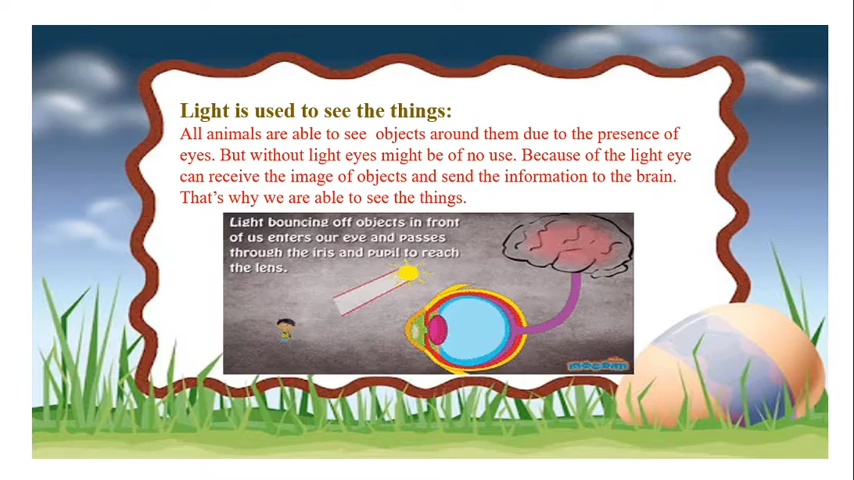 Light is used to see the things:
All animals are able to see objects around them due to the presence of
eyes. But without light eyes might be of no use. Because of the light eye
can receive the image of objects and send the information to the brain.
That’s why we are able to see the things.
Light bouncing off objects in front
of us enters our eye and passes
through the iris and pupil to reach
the lens.
mocomi